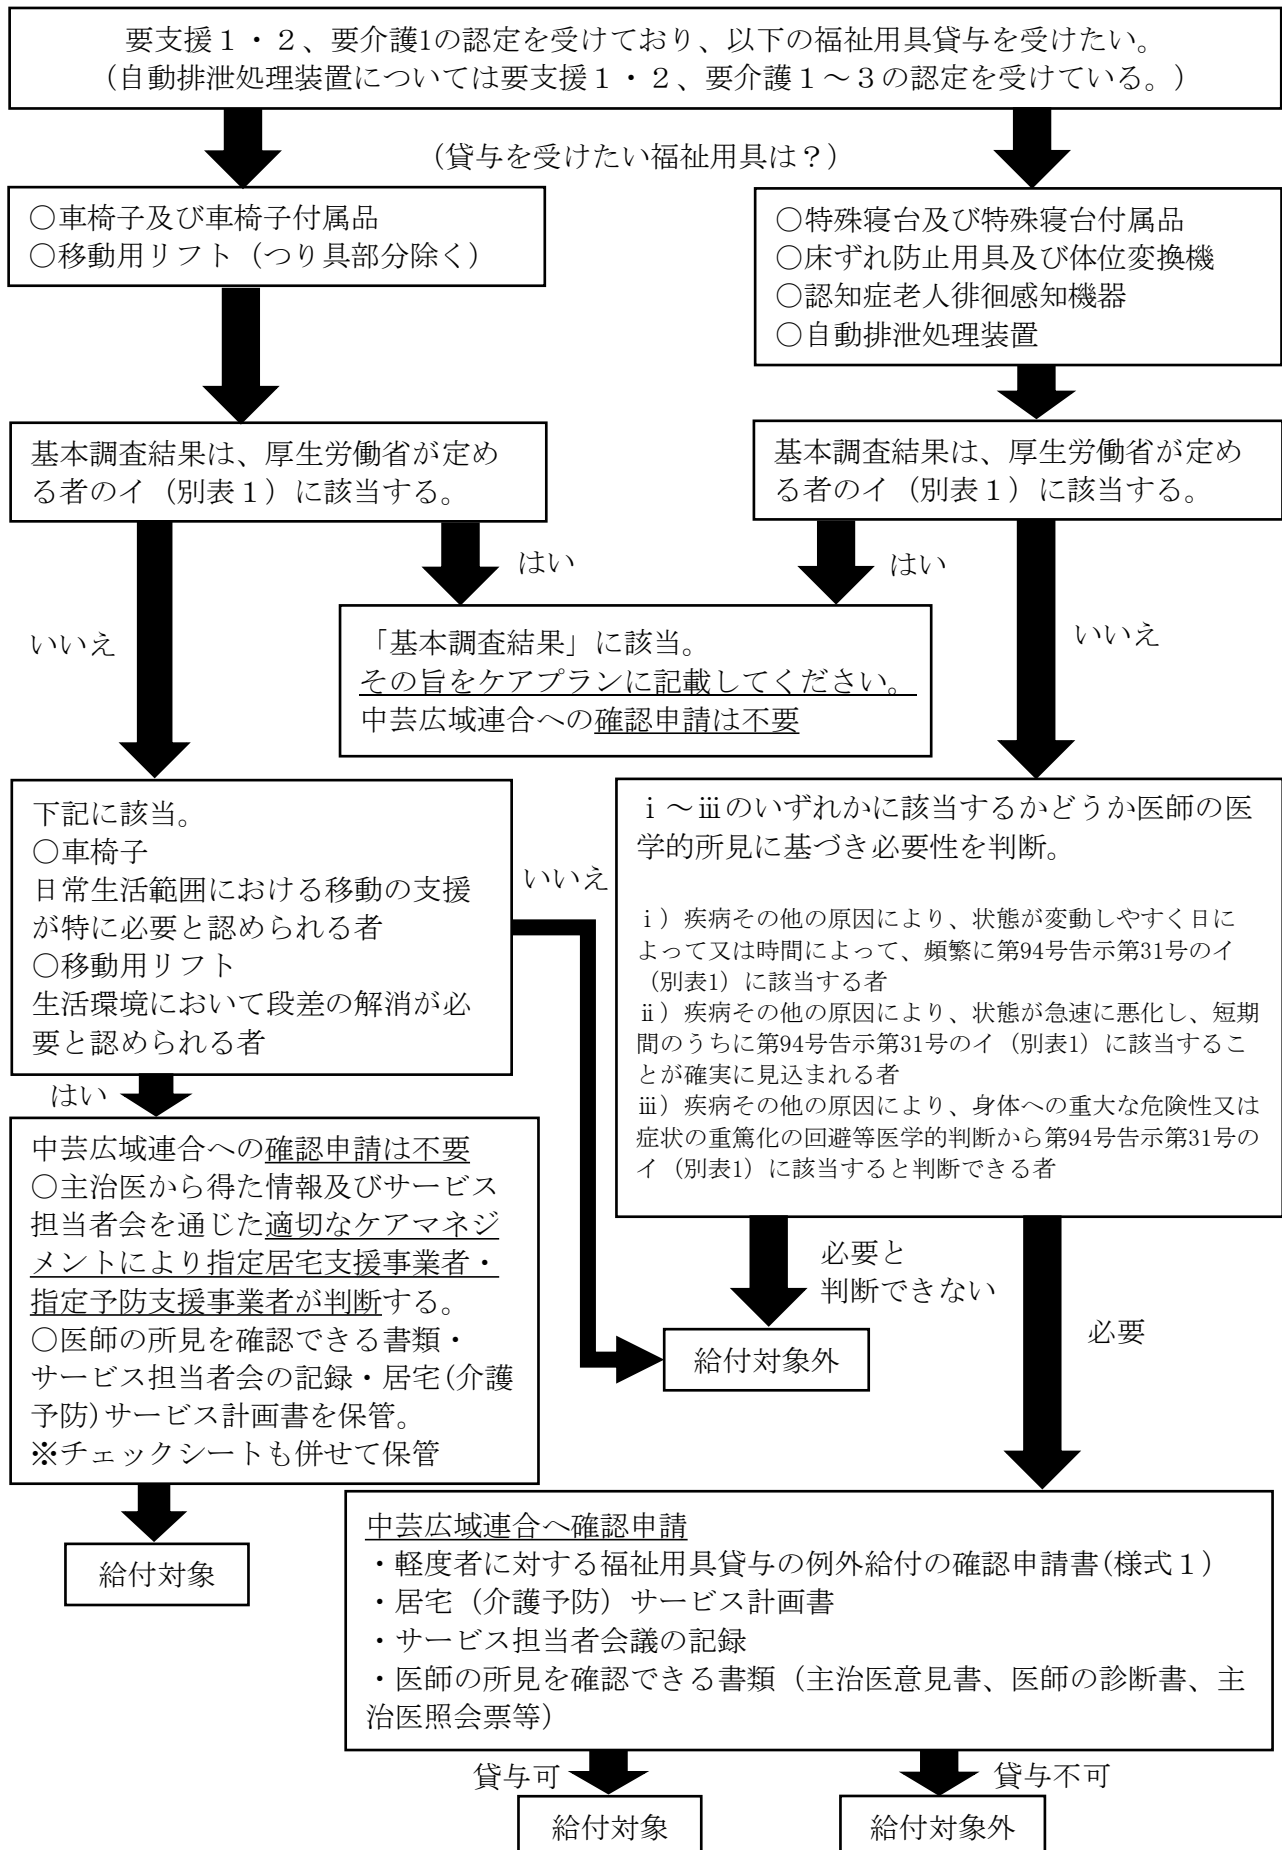 要支援１・２、要介護1の認定を受けており、以下の福祉用具貸与を受けたい。
（自動排泄処理装置については要支援１・２、要介護１～３の認定を受けている。）
（貸与を受けたい福祉用具は？）
○車椅子及び車椅子付属品
○移動用リフト（つり具部分除く）
○特殊寝台及び特殊寝台付属品
○床ずれ防止用具及び体位変換機
○認知症老人徘徊感知機器
○自動排泄処理装置
基本調査結果は、厚生労働省が定め
る者のイ（別表１）に該当する。
基本調査結果は、厚生労働省が定め
る者のイ（別表１）に該当する。
はい
はい
いいえ
いいえ
「基本調査結果」に該当。
その旨をケアプランに記載してください。
中芸広域連合への確認申請は不要
下記に該当。
○車椅子
日常生活範囲における移動の支援
が特に必要と認められる者
○移動用リフト
生活環境において段差の解消が必
要と認められる者
いいえ
ⅰ～ⅲのいずれかに該当するかどうか医師の医
学的所見に基づき必要性を判断。
ⅰ）疾病その他の原因により、状態が変動しやすく日に
よって又は時間によって、頻繁に第94号告示第31号のイ
（別表1）に該当する者
ⅱ）疾病その他の原因により、状態が急速に悪化し、短期
間のうちに第94号告示第31号のイ（別表1）に該当するこ
とが確実に見込まれる者
ⅲ）疾病その他の原因により、身体への重大な危険性又は
症状の重篤化の回避等医学的判断から第94号告示第31号の
イ（別表1）に該当すると判断できる者
はい
中芸広域連合への確認申請は不要
○主治医から得た情報及びサービス
担当者会を通じた適切なケアマネジ
メントにより指定居宅支援事業者・
指定予防支援事業者が判断する。
○医師の所見を確認できる書類・
サービス担当者会の記録・居宅(介護
予防)サービス計画書を保管。
※チェックシートも併せて保管
必要と
判断できない
必要
給付対象外
給付対象
中芸広域連合へ確認申請
・軽度者に対する福祉用具貸与の例外給付の確認申請書(様式１)
・居宅（介護予防）サービス計画書
・サービス担当者会議の記録
・医師の所見を確認できる書類（主治医意見書、医師の診断書、主
治医照会票等）
貸与可
貸与不可
給付対象
給付対象外